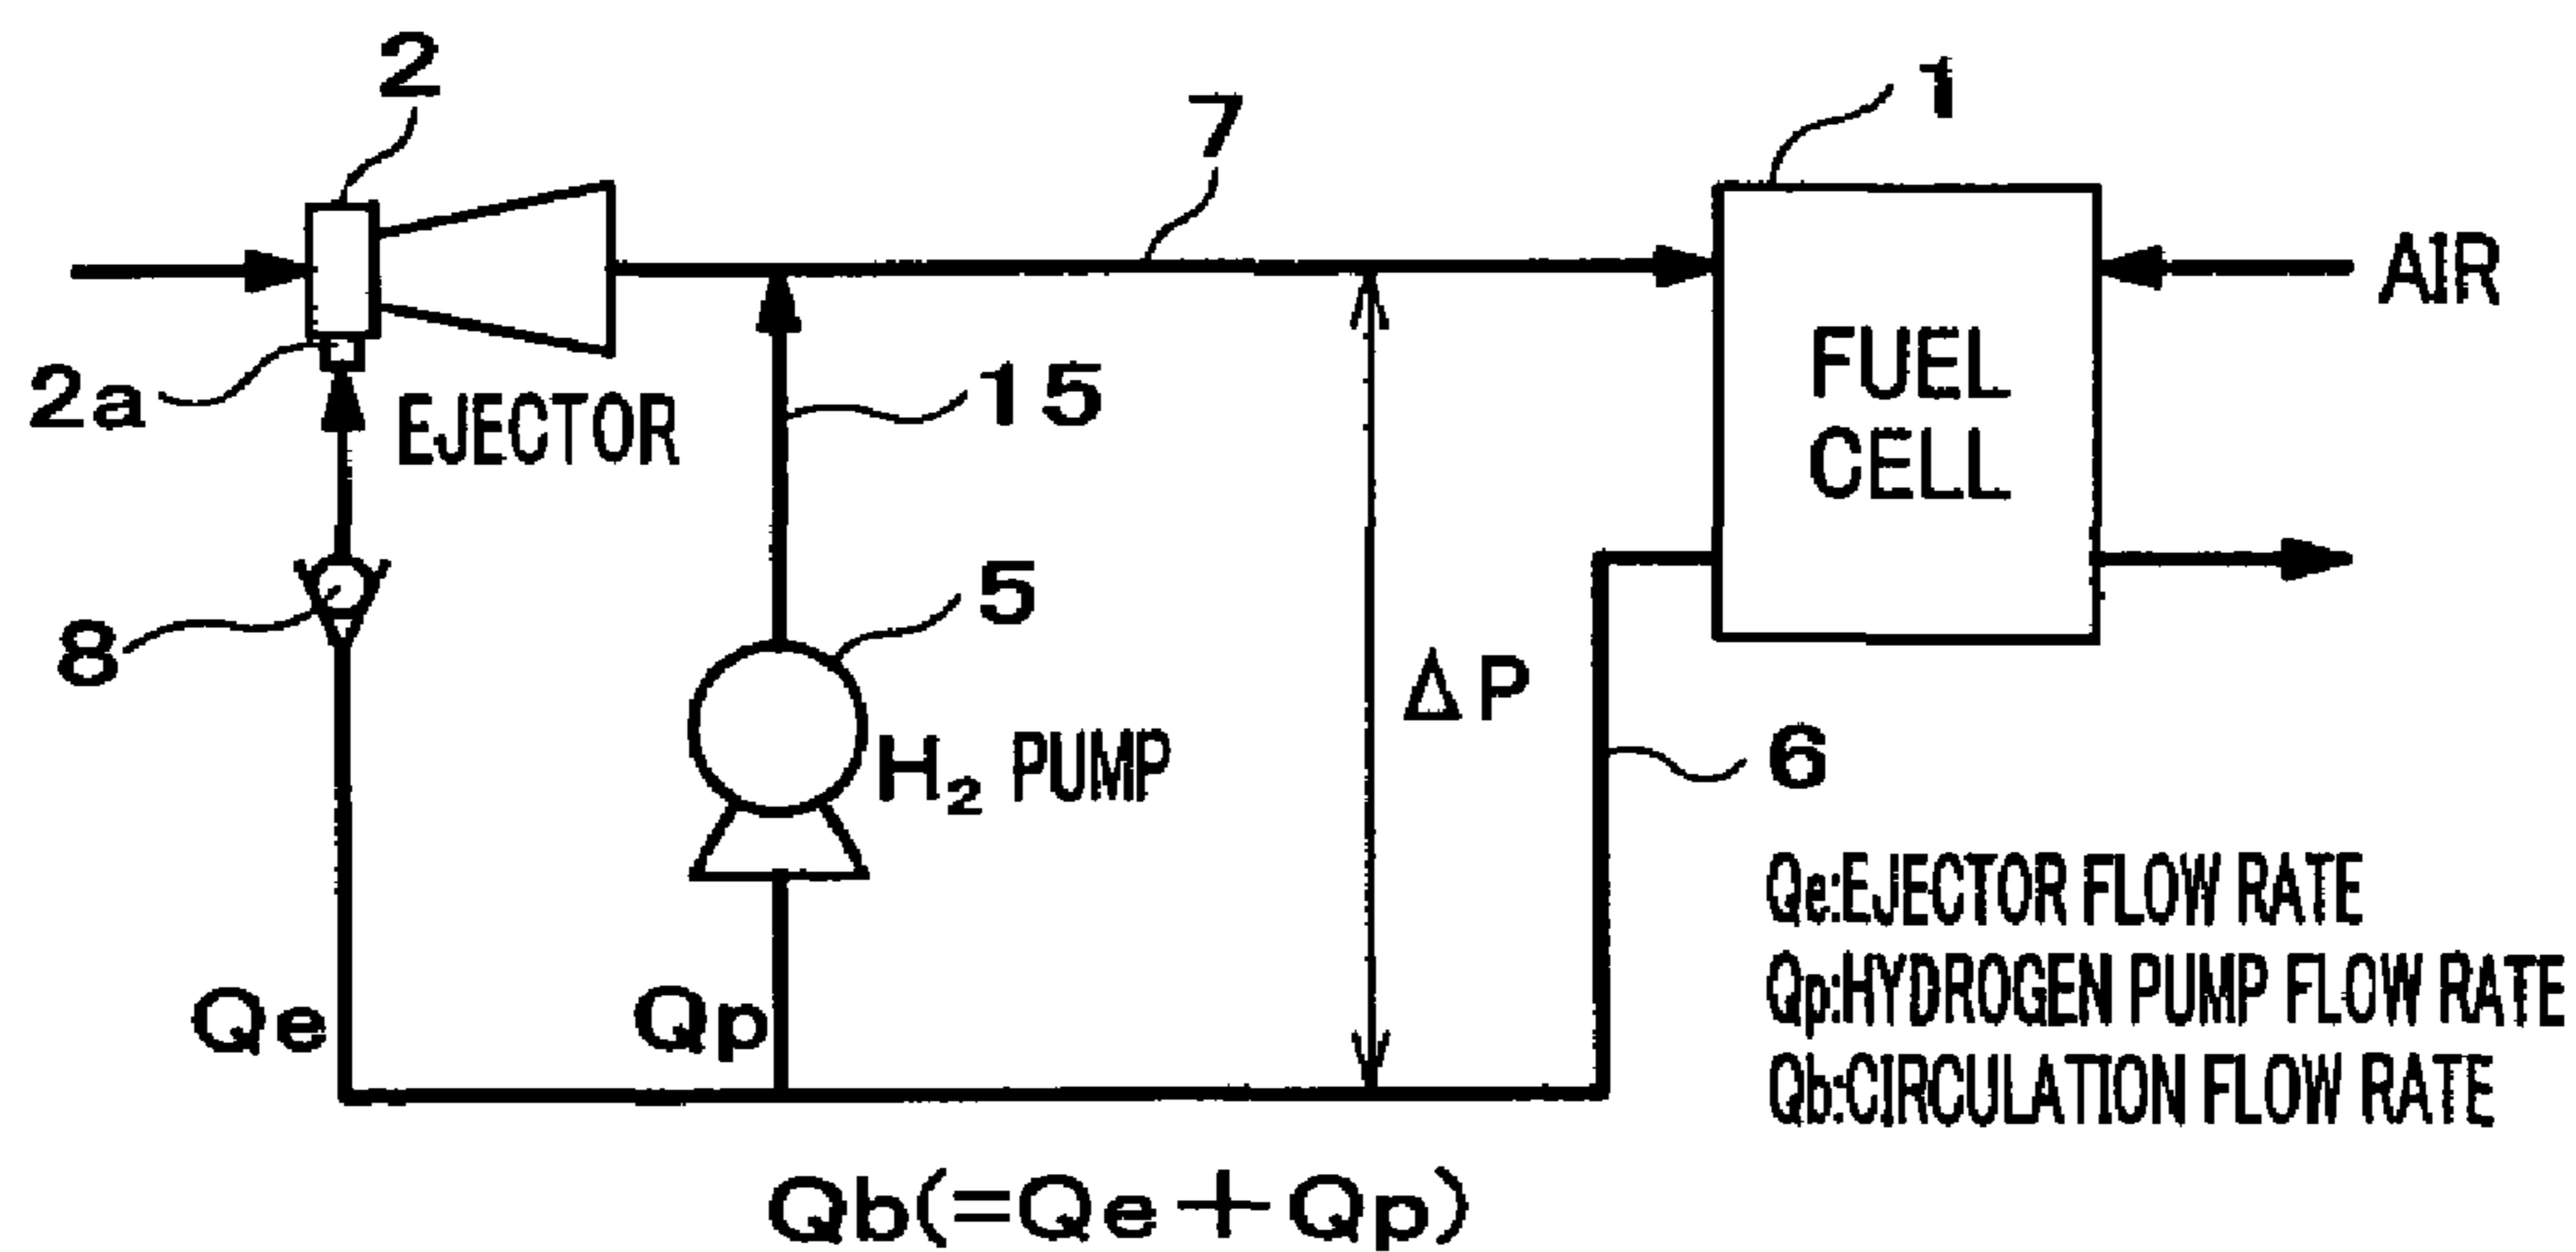 2
7
1
AIR
2a
EJECTOR
15
FUEL
CELL
5
8
H₂ PUMP
ΔP
6
Qe
Qp
Qe:EJECTOR FLOW RATE
Qp:HYDROGEN PUMP FLOW RATE
Qb:CIRCULATION FLOW RATE
Qb(=Qe+Qp)